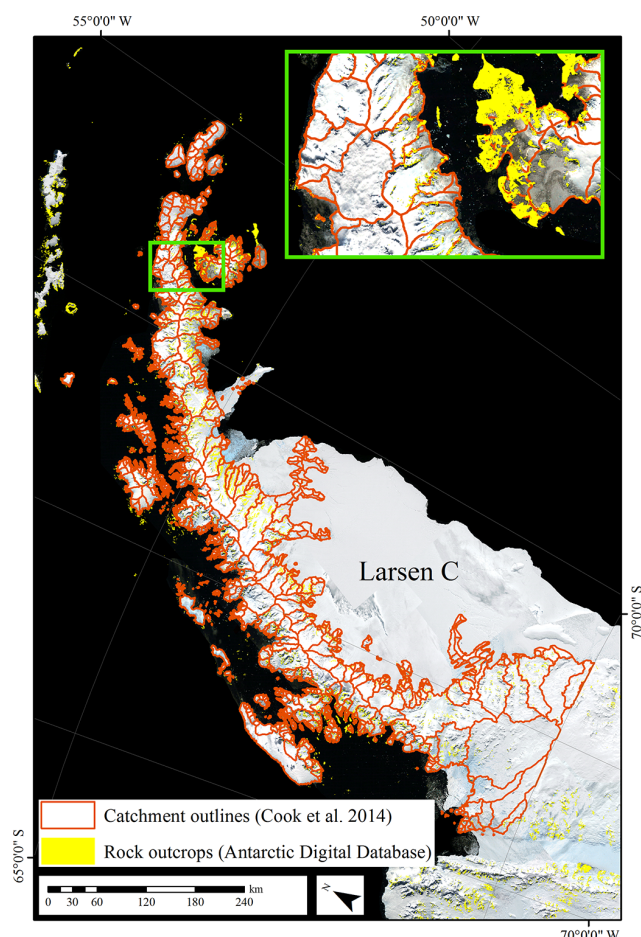 55°0'0" W
50°0'0" W
Larsen C
70°0'0" S
Catchment outlines (Cook et al. 2014)
Rock outcrops (Antarctic Digital Database)
65°0'0" S
km
0 30 60 120 180 240
N
70°0'0" W